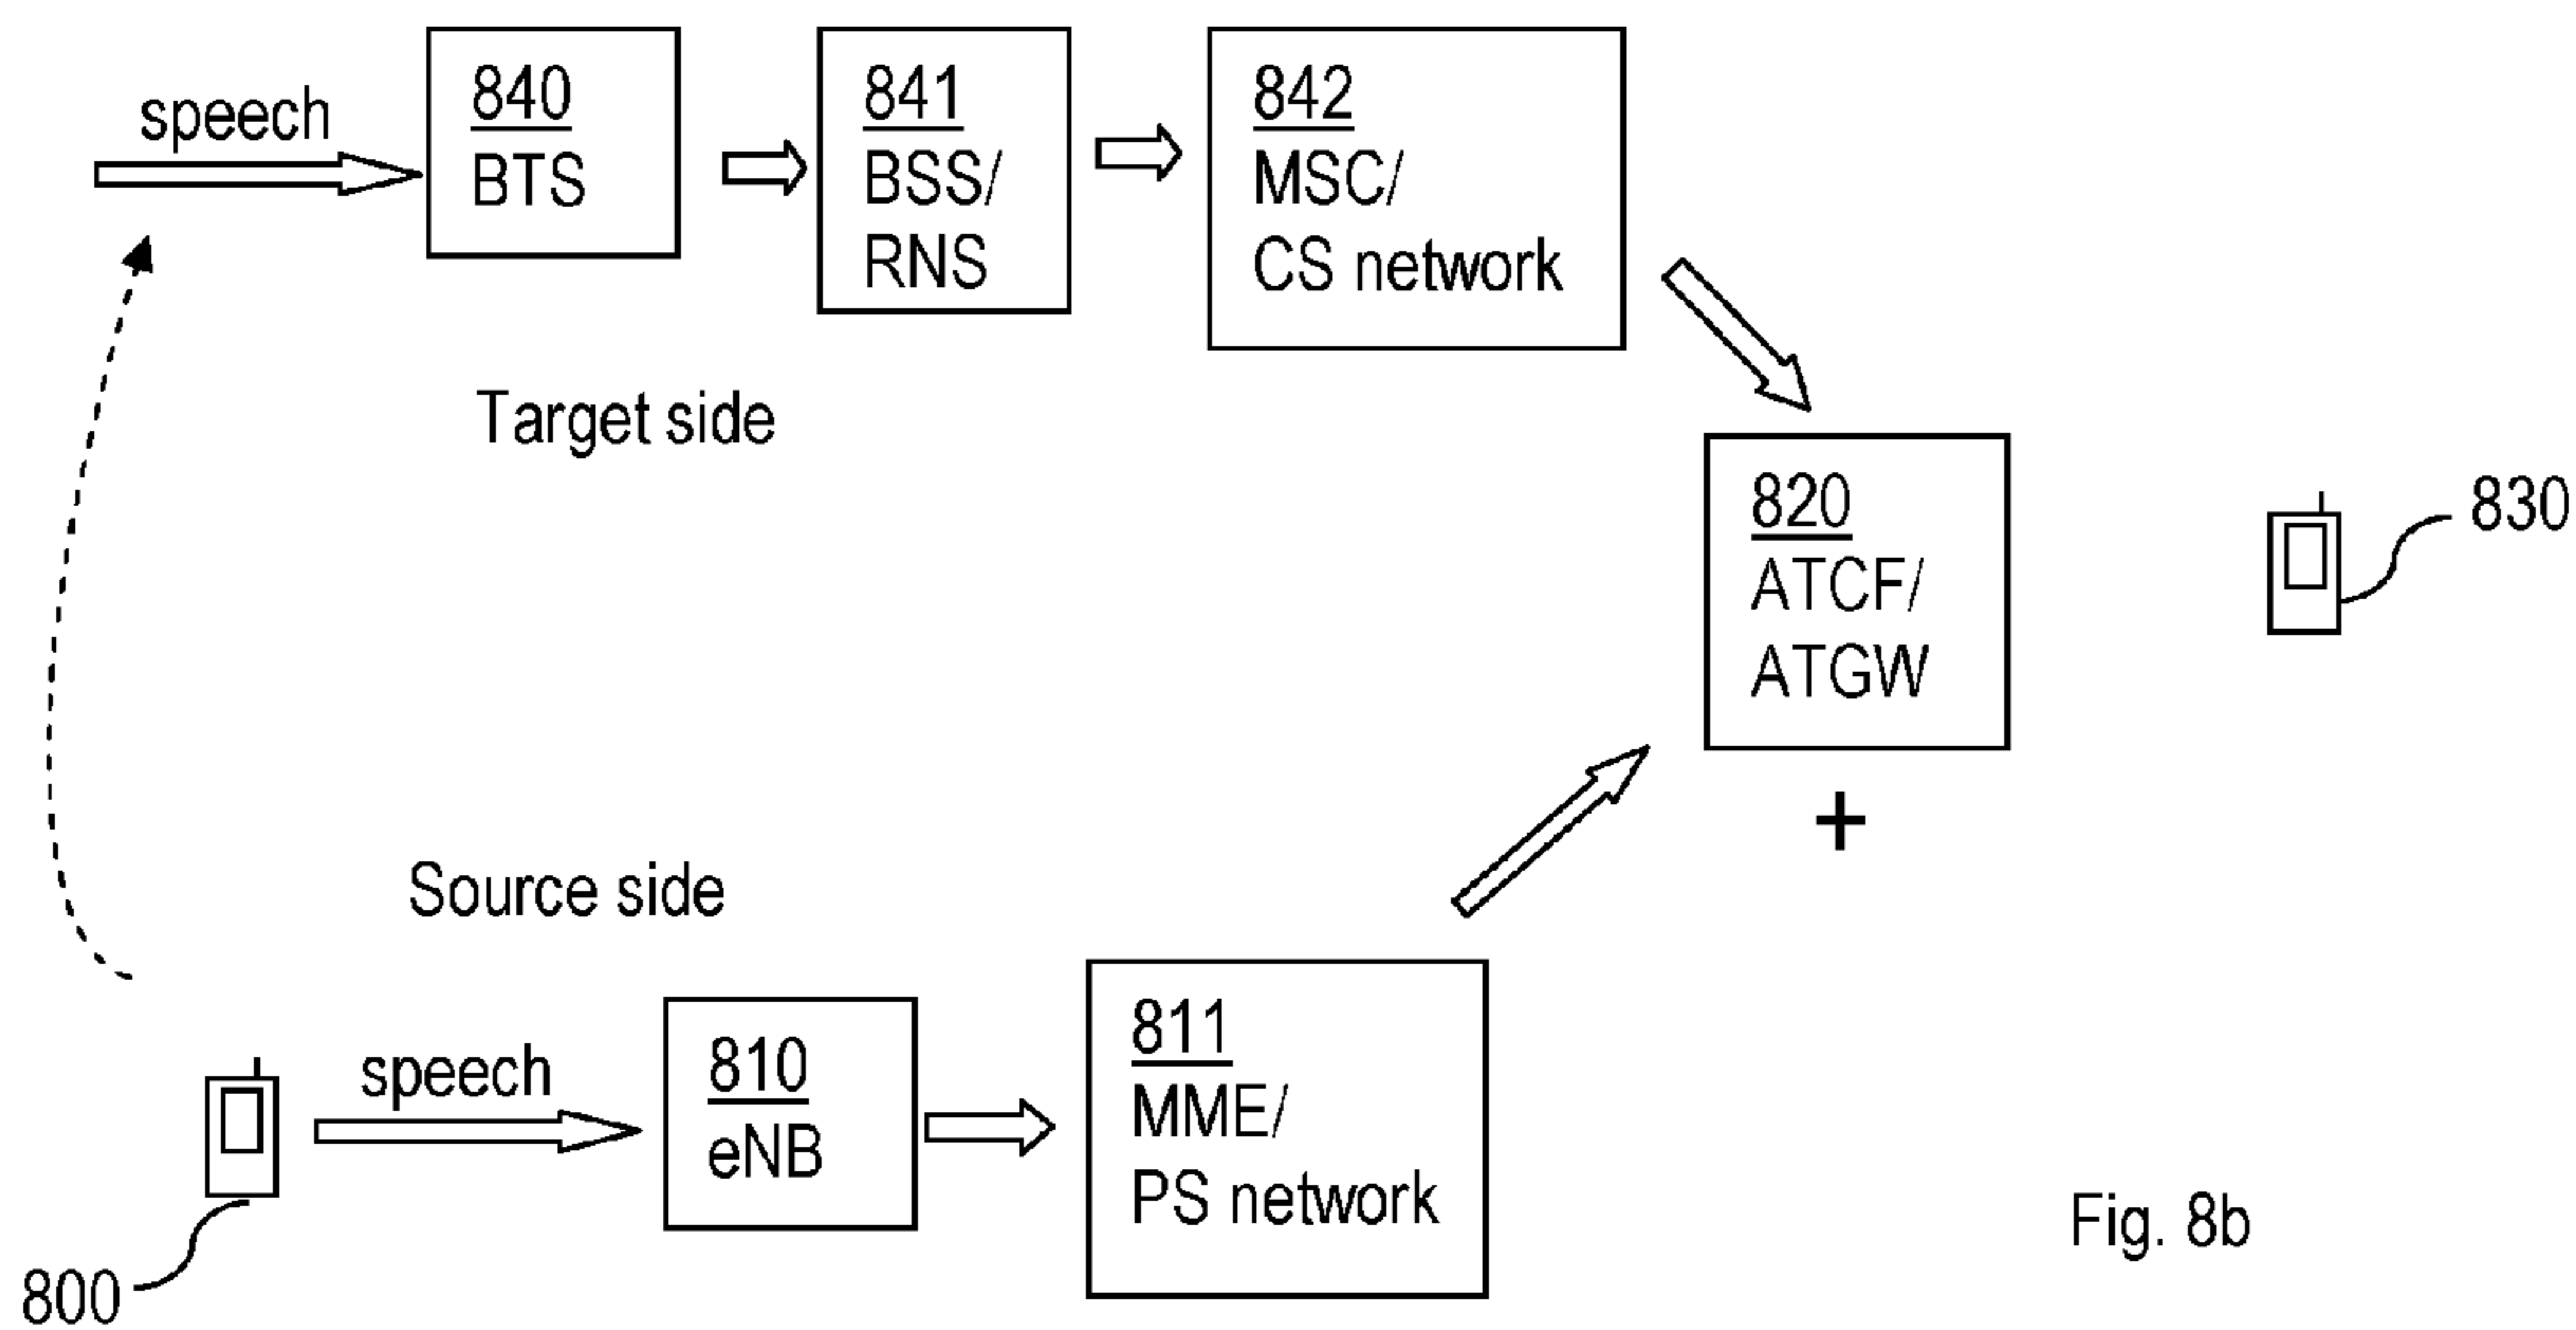 speech
840
BTS
841
BSS/
RNS
842
MSC/
CS network
Target side
820
ATCF/
ATGW
+
830
Source side
800
speech
810
eNB
811
MME/
PS network
Fig. 8b